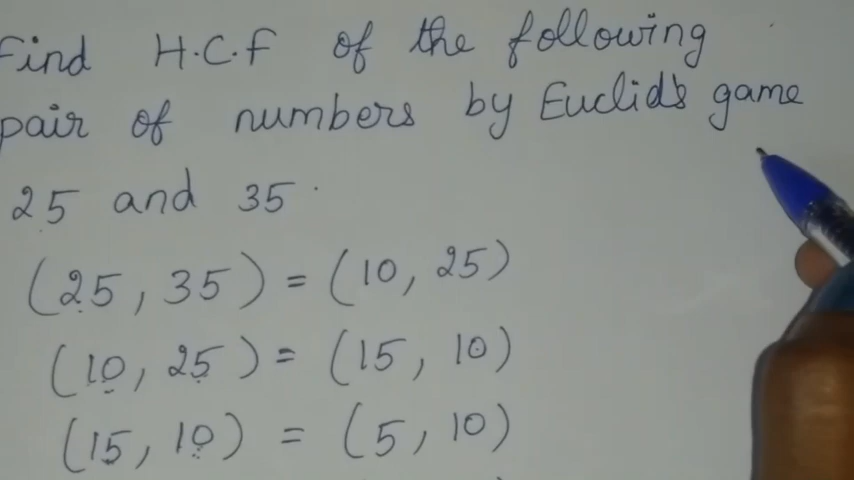 Find H.C.F of the following
pair of numbers by Euclid's game
25 and 35.
(25, 35) = (10, 25)
(10, 25) = (15, 10)
(15, 10) = (5, 10)